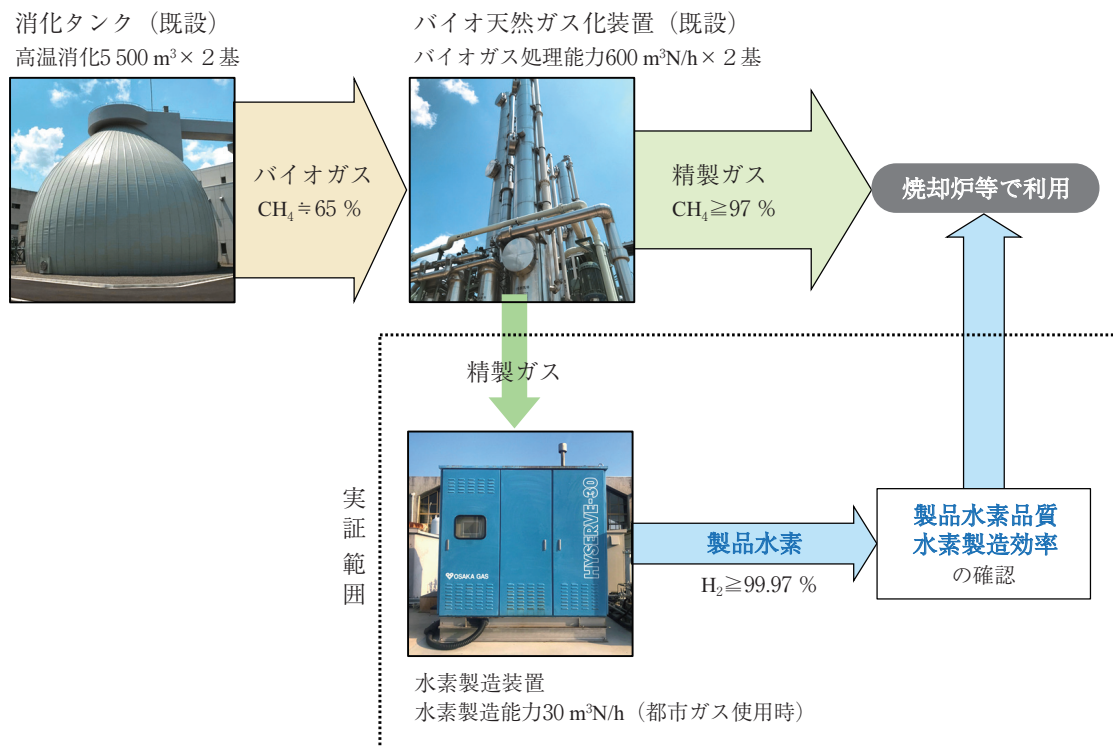 消化タンク（既設）
高温消化5 500 m³×２基
バイオ天然ガス化装置（既設）
バイオガス処理能力600 m³N/h×２基
バイオガス
CH₄≒65 %
精製ガス
CH₄≧97 %
焼却炉等で利用
精製ガス
実証範囲
HYSERVE-30
OSAKA GAS
製品水素
H₂≧99.97 %
製品水素品質
水素製造効率
の確認
水素製造装置
水素製造能力30 m³N/h（都市ガス使用時）